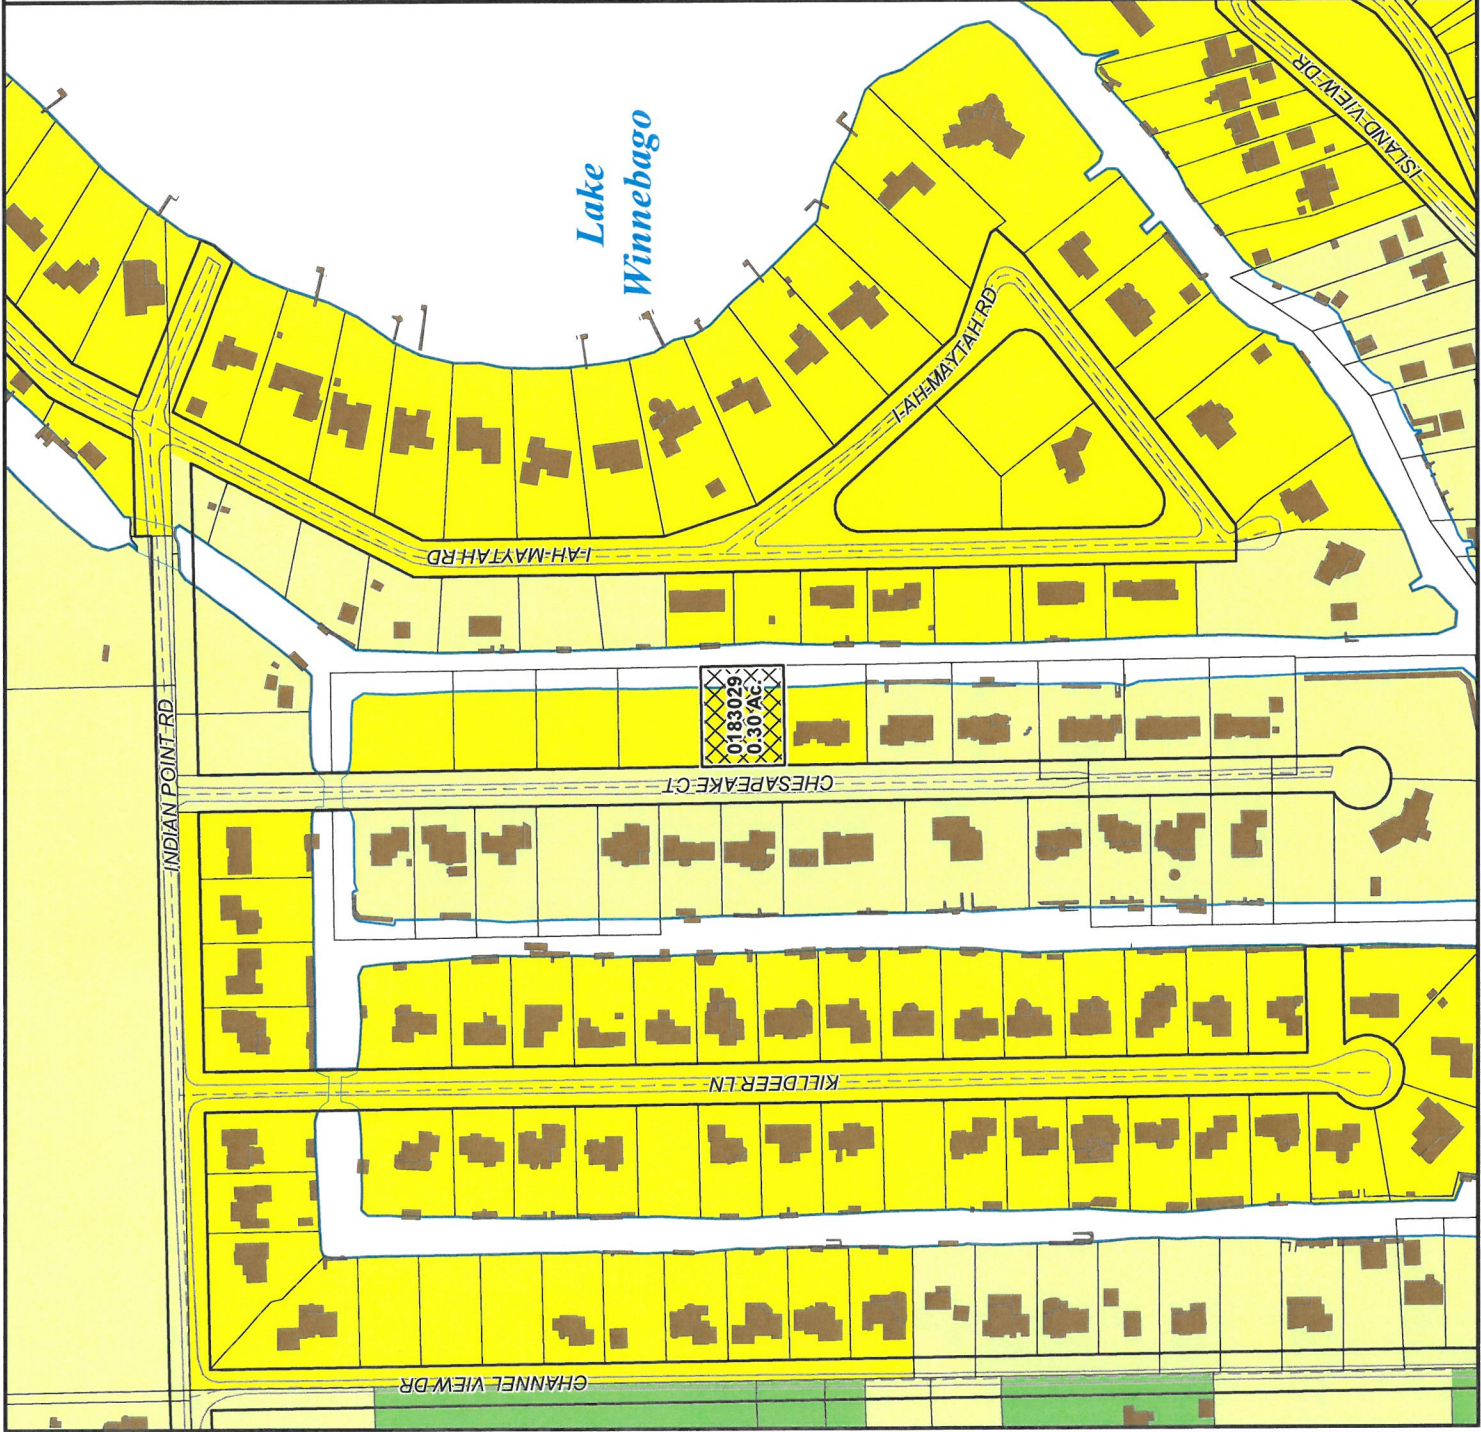 Lake
Winnebago
ISLAND VIEW DR
I-AH-MAYTAH RD
I-AH-MAYTAH RD
INDIAN POINT RD
0183029
0.30 Ac.
CHESAPEAKE CT
KILLDEER LN
CHANNEL VIEW DR